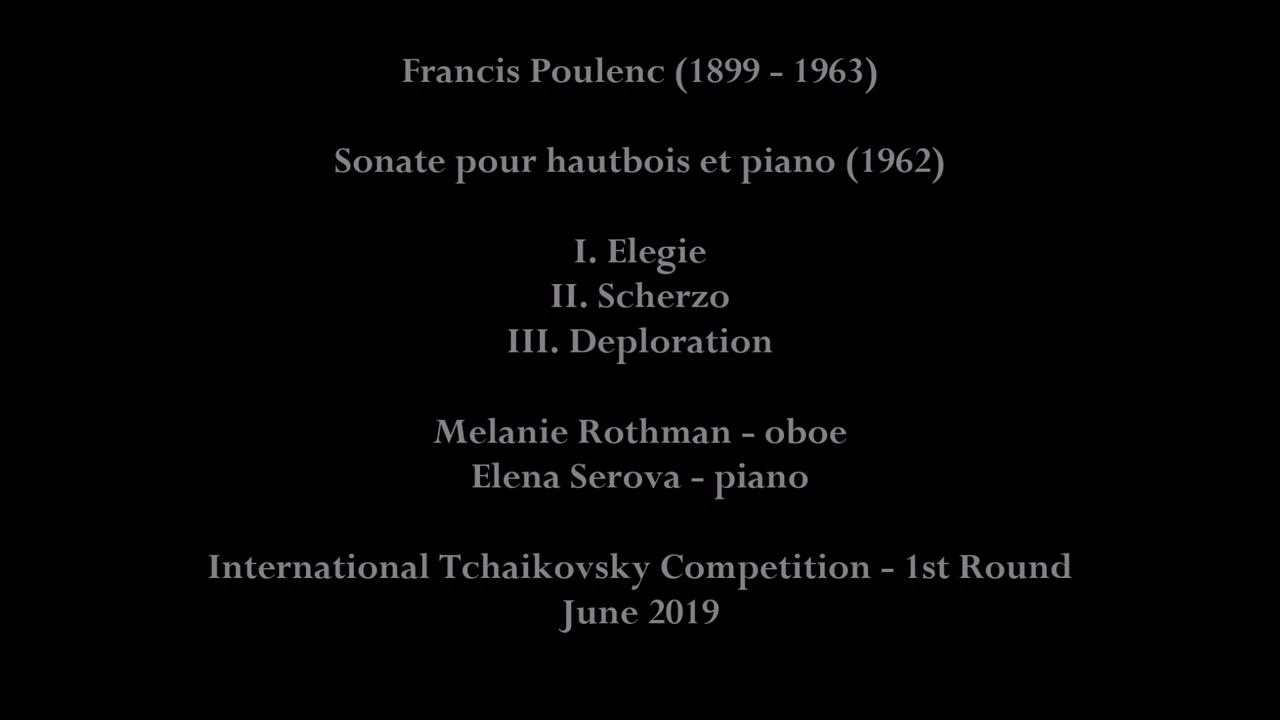 Francis Poulenc (1899 - 1963)
Sonate pour hautbois et piano (1962)
I. Elegie
II. Scherzo
III. Deploration
Melanie Rothman - oboe
Elena Serova - piano
International Tchaikovsky Competition - 1st Round
June 2019